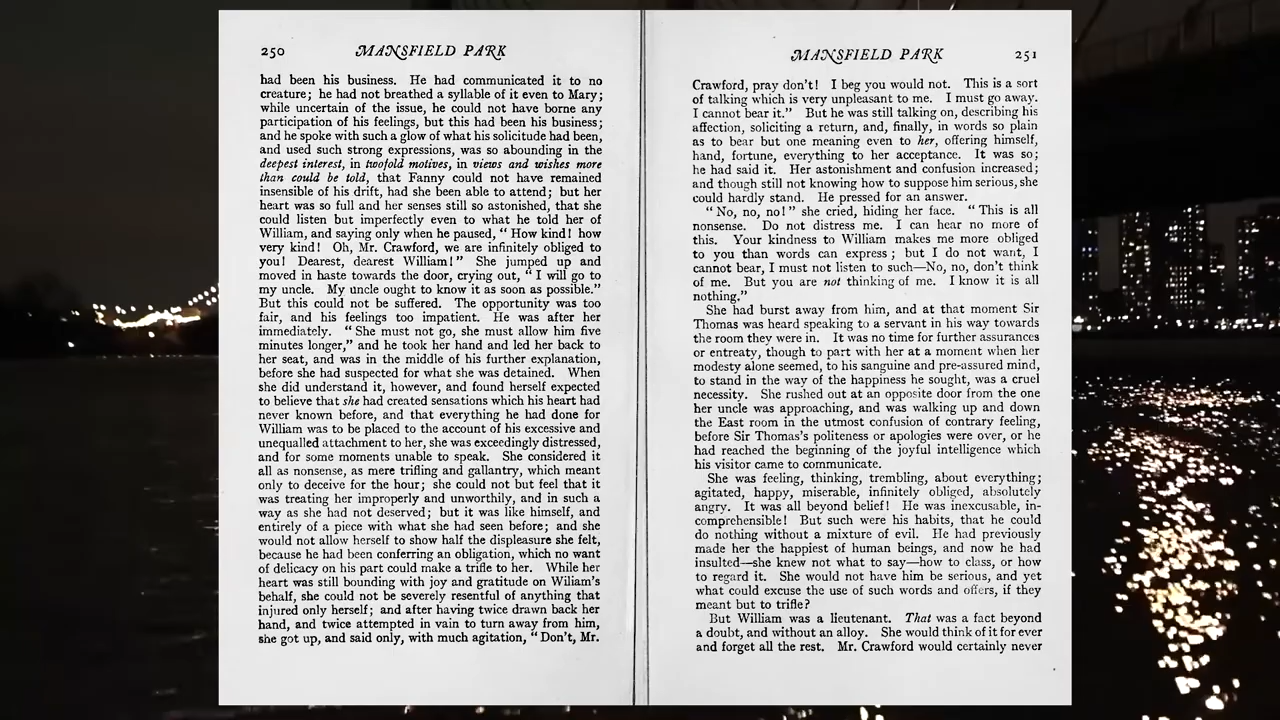 250
MANSFIELD PARK
had been his business. He had communicated it to no
creature; he had not breathed a syllable of it even to Mary;
while uncertain of the issue, he could not have borne any
participation of his feelings, but this had been his business;
and he spoke with such a glow of what his solicitude had been,
and used such strong expressions, was so abounding in the
deepest interest, in twofold motives, in views and wishes more
than could be told, that Fanny could not have remained
insensible of his drift, had she been able to attend; but her
heart was so full and her senses still so astonished, that she
could listen but imperfectly even to what he told her of
William, and saying only when he paused, “How kind! how
very kind! Oh, Mr. Crawford, we are infinitely obliged to
you! Dearest, dearest William!” She jumped up and
moved in haste towards the door, crying out, “I will go to
my uncle. My uncle ought to know it as soon as possible.”
But this could not be suffered. The opportunity was too
fair, and his feelings too impatient. He was after her
immediately. “She must not go, she must allow him five
minutes longer,” and he took her hand and led her back to
her seat, and was in the middle of his further explanation,
before she had suspected for what she was detained. When
she did understand it, however, and found herself expected
to believe that she had created sensations which his heart had
never known before, and that everything he had done for
William was to be placed to the account of his excessive and
unequalled attachment to her, she was exceedingly distressed,
and for some moments unable to speak. She considered it
all as nonsense, as mere trifling and gallantry, which meant
only to deceive for the hour; she could not but feel that it
was treating her improperly and unworthily, and in such a
way as she had not deserved; but it was like himself, and
entirely of a piece with what she had seen before; and she
would not allow herself to show half the displeasure she felt,
because he had been conferring an obligation, which no want
of delicacy on his part could make a trifle to her. While her
heart was still bounding with joy and gratitude on Wiliam's
behalf, she could not be severely resentful of anything that
injured only herself; and after having twice drawn back her
hand, and twice attempted in vain to turn away from him,
she got up, and said only, with much agitation, “Don't, Mr.
MANSFIELD PARK
251
Crawford, pray don't! I beg you would not. This is a sort
of talking which is very unpleasant to me. I must go away.
I cannot bear it.” But he was still talking on, describing his
affection, soliciting a return, and, finally, in words so plain
as to bear but one meaning even to her, offering himself,
hand, fortune, everything to her acceptance. It was so;
he had said it. Her astonishment and confusion increased;
and though still not knowing how to suppose him serious, she
could hardly stand. He pressed for an answer.
“No, no, no!” she cried, hiding her face. “This is all
nonsense. Do not distress me. I can hear no more of
this. Your kindness to William makes me more obliged
to you than words can express; but I do not want, I
cannot bear, I must not listen to such—No, no, don't think
of me. But you are not thinking of me. I know it is all
nothing.”
She had burst away from him, and at that moment Sir
Thomas was heard speaking to a servant in his way towards
the room they were in. It was no time for further assurances
or entreaty, though to part with her at a moment when her
modesty alone seemed, to his sanguine and pre-assured mind,
to stand in the way of the happiness he sought, was a cruel
necessity. She rushed out at an opposite door from the one
her uncle was approaching, and was walking up and down
the East room in the utmost confusion of contrary feeling,
before Sir Thomas's politeness or apologies were over, or he
had reached the beginning of the joyful intelligence which
his visitor came to communicate.
She was feeling, thinking, trembling, about everything;
agitated, happy, miserable, infinitely obliged, absolutely
angry. It was all beyond belief! He was inexcusable, in-
comprehensible! But such were his habits, that he could
do nothing without a mixture of evil. He had previously
made her the happiest of human beings, and now he had
insulted—she knew not what to say—how to class, or how
to regard it. She would not have him be serious, and yet
what could excuse the use of such words and offers, if they
meant but to trifle?
But William was a lieutenant. That was a fact beyond
a doubt, and without an alloy. She would think of it for ever
and forget all the rest. Mr. Crawford would certainly never